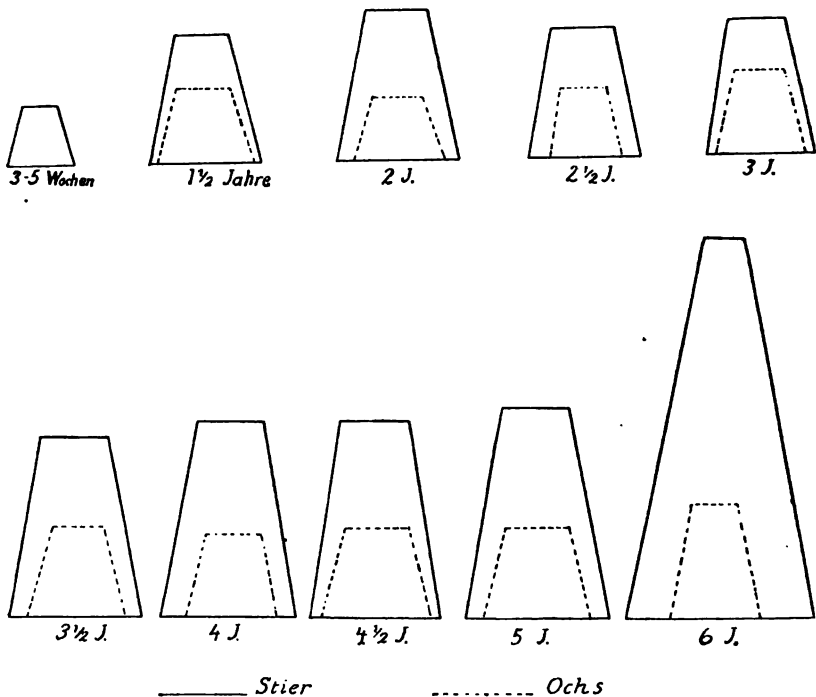 3-5 Wochen
1½ Jahre
2 J.
2½ J.
3 J.
3½ J.
4 J.
4½ J.
5 J.
6 J.
Stier
Ochs